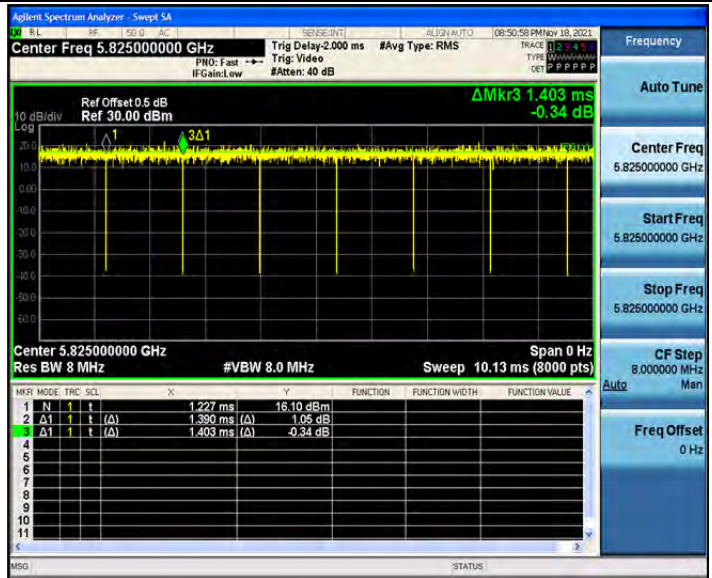 Agilent Spectrum Analyzer - Swept SA
RL RF 50 Ω AC SENSE:INT ALIGN AUTO 08:50:58 PM Nov 18, 2021
Center Freq 5.825000000 GHz
Trig Delay-2.000 ms #Avg Type: RMS
TRACE 1 2 3 4 5 6
PNO: Fast Trig: Video
TYPE
IFGain:Low #Atten: 40 dB
DET P P P P P P
Frequency
Auto Tune
Center Freq
5.825000000 GHz
Start Freq
5.825000000 GHz
Stop Freq
5.825000000 GHz
CF Step
8.000000 MHz
Auto Man
Freq Offset
0 Hz
ΔMkr3 1.403 ms
-0.34 dB
Ref Offset 0.5 dB
10 dB/div Ref 30.00 dBm
Log
1
3Δ1
20.0
10.0
0.00
-10.0
-20.0
-30.0
-40.0
-50.0
-60.0
Center 5.825000000 GHz Span 0 Hz
Res BW 8 MHz #VBW 8.0 MHz Sweep 10.13 ms (8000 pts)
MKR MODE TRC SCL X Y FUNCTION FUNCTION WIDTH FUNCTION VALUE
1 N 1 t 1.227 ms 16.10 dBm
2 Δ1 1 t (Δ) 1.390 ms (Δ) 1.05 dB
3 Δ1 1 t (Δ) 1.403 ms (Δ) -0.34 dB
4
5
6
7
8
9
10
11
MSG STATUS